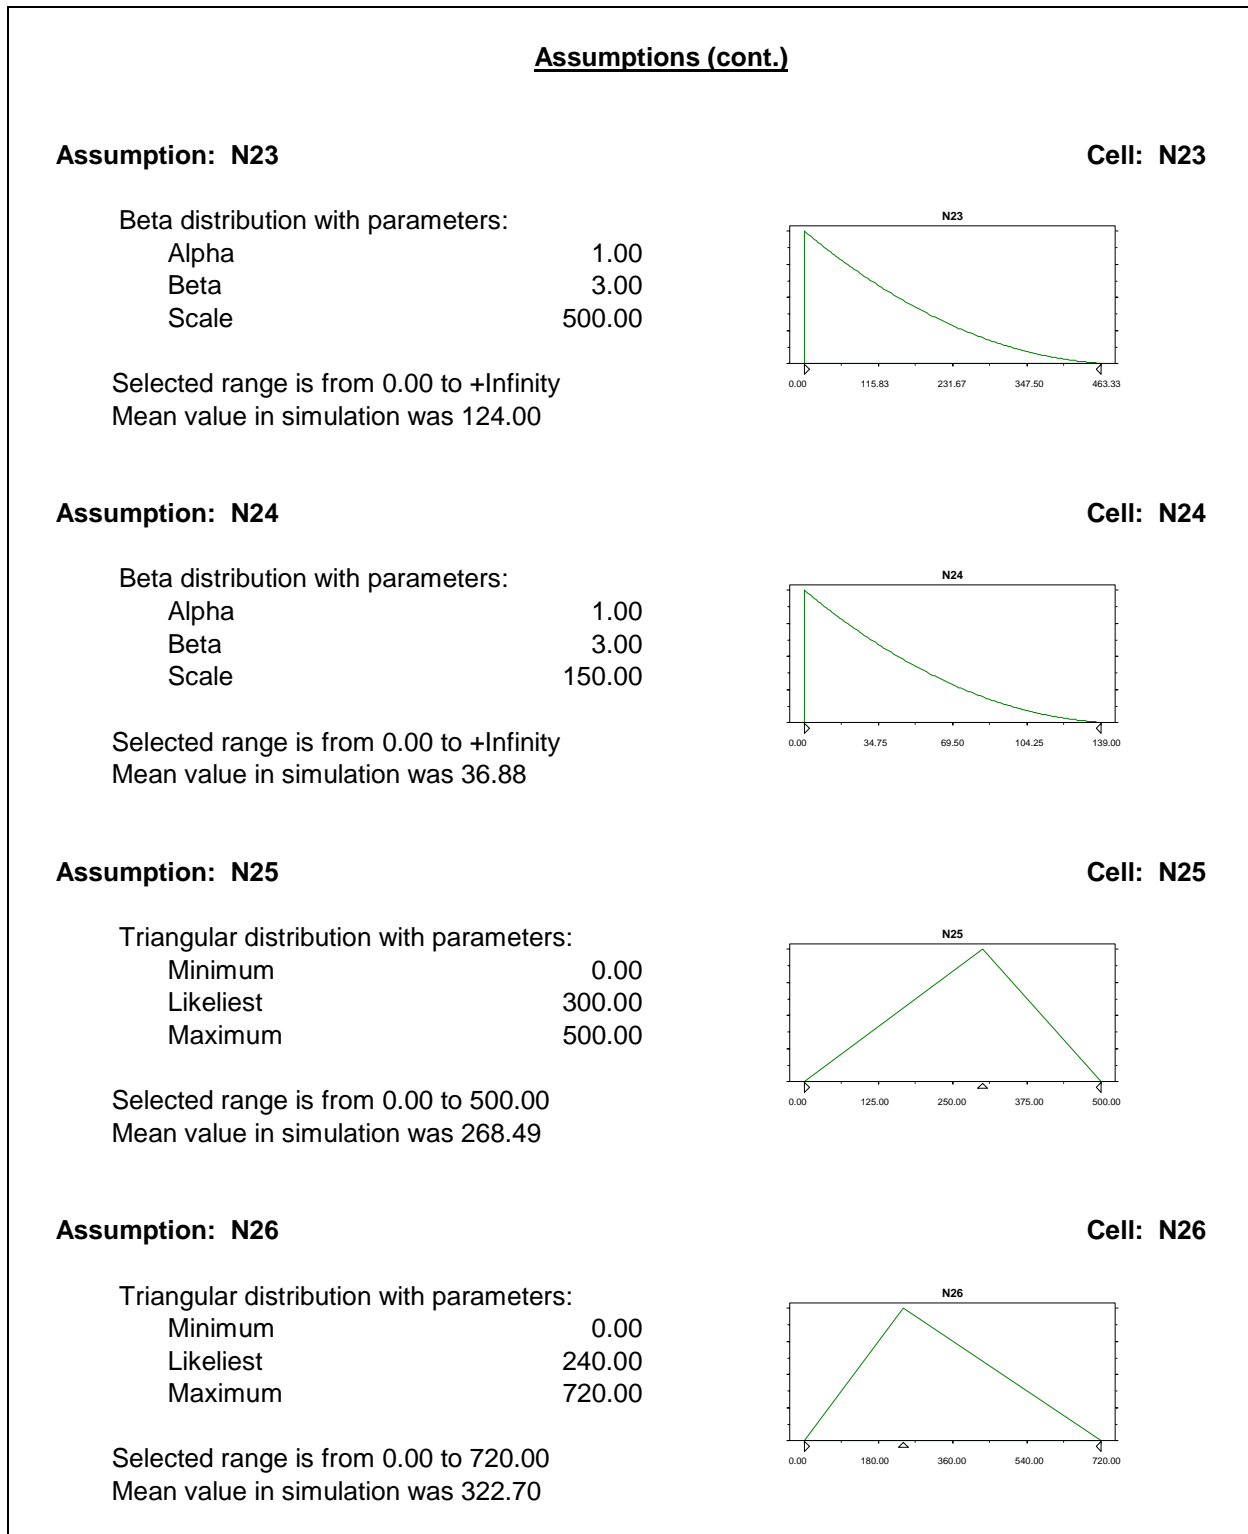 Assumptions (cont.)
Assumption: N23 Cell: N23
Beta distribution with parameters:
N23
Alpha 1.00
Beta 3.00
Scale 500.00
Selected range is from 0.00 to +Infinity
0.00 115.83 231.67 347.50 463.33
Mean value in simulation was 124.00
Assumption: N24 Cell: N24
Beta distribution with parameters:
N24
Alpha 1.00
Beta 3.00
Scale 150.00
Selected range is from 0.00 to +Infinity
0.00 34.75 69.50 104.25 139.00
Mean value in simulation was 36.88
Assumption: N25 Cell: N25
Triangular distribution with parameters:
N25
Minimum 0.00
Likeliest 300.00
Maximum 500.00
Selected range is from 0.00 to 500.00
0.00 125.00 250.00 375.00 500.00
Mean value in simulation was 268.49
Assumption: N26 Cell: N26
Triangular distribution with parameters:
N26
Minimum 0.00
Likeliest 240.00
Maximum 720.00
Selected range is from 0.00 to 720.00
0.00 180.00 360.00 540.00 720.00
Mean value in simulation was 322.70